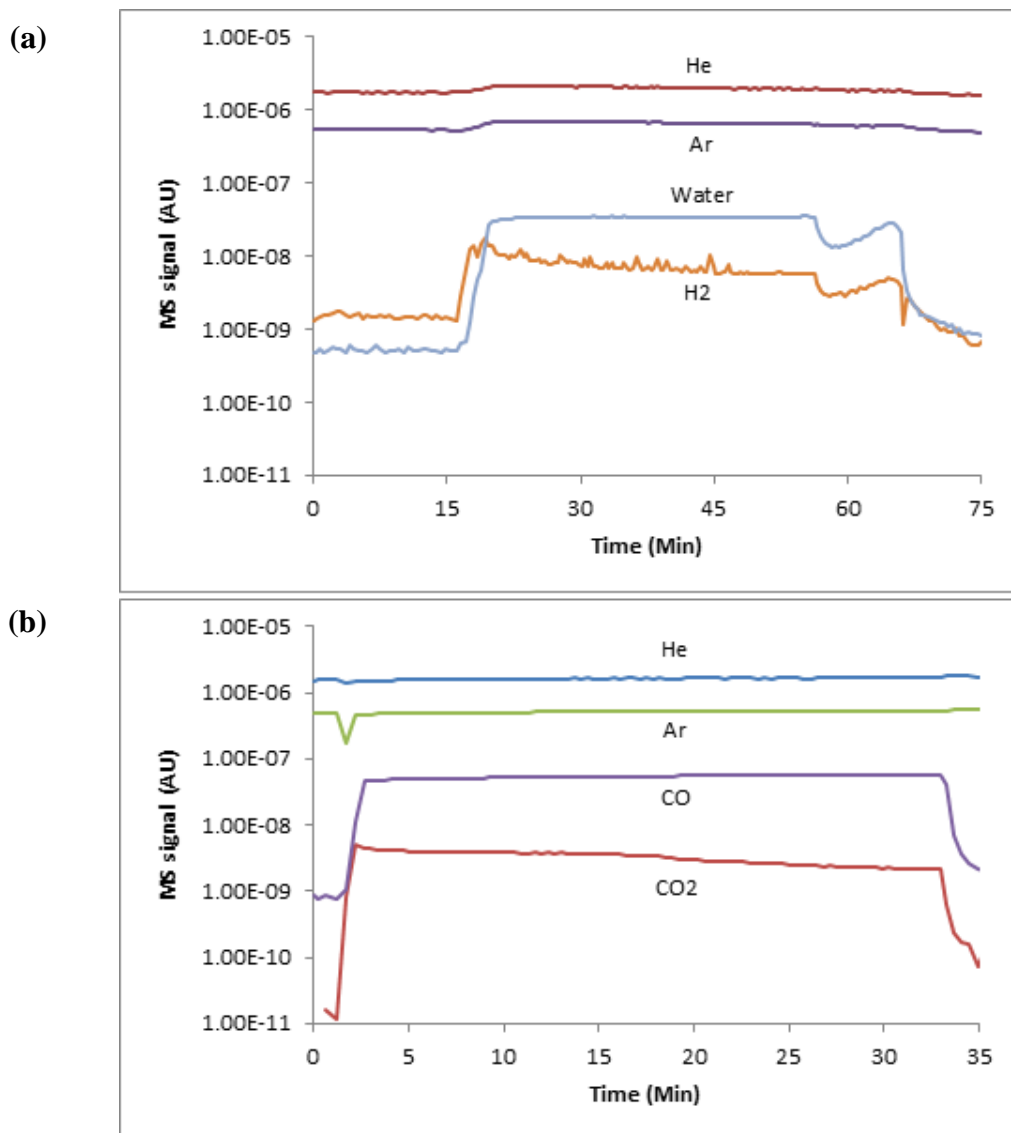 (a)
1.00E-05
1.00E-06
1.00E-07
1.00E-08
1.00E-09
1.00E-10
1.00E-11
MS signal (AU)
He
Ar
Water
H2
0 15 30 45 60 75
Time (Min)
(b)
1.00E-05
1.00E-06
1.00E-07
1.00E-08
1.00E-09
1.00E-10
1.00E-11
MS signal (AU)
He
Ar
CO
CO2
0 5 10 15 20 25 30 35
Time (Min)